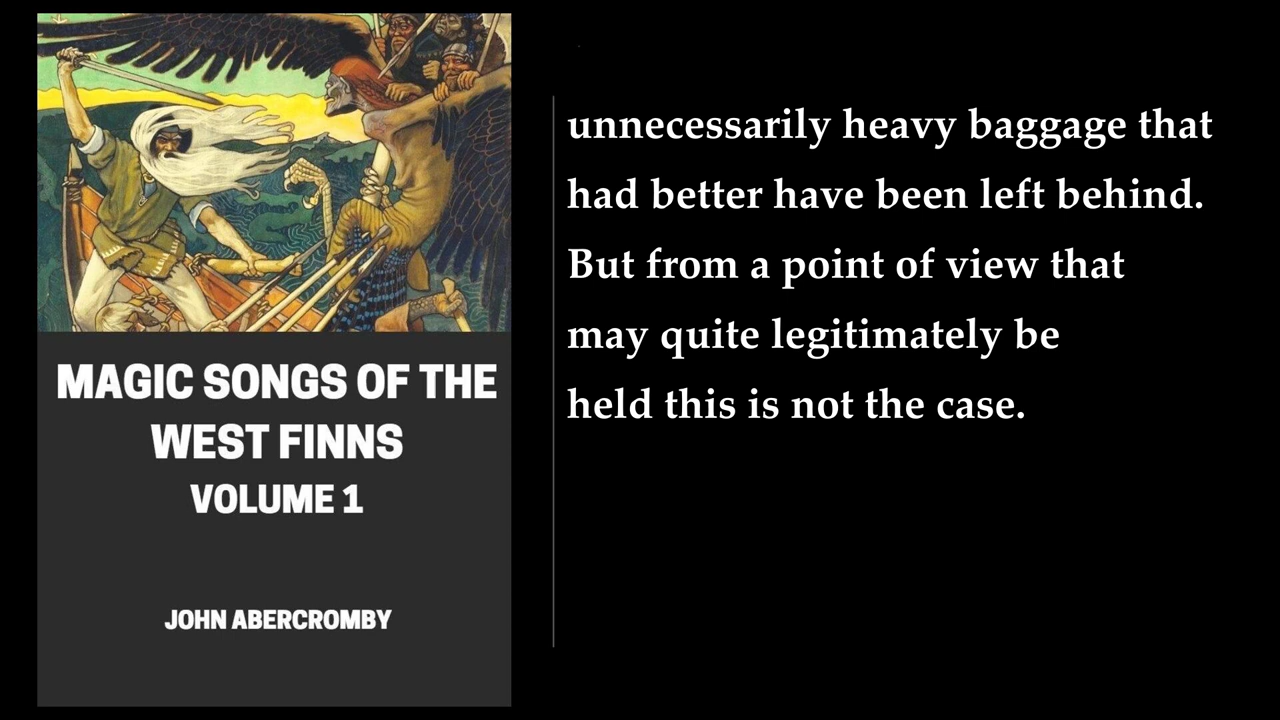 MAGIC SONGS OF THE
WEST FINNS
VOLUME 1
JOHN ABERCROMBY
unnecessarily heavy baggage that
had better have been left behind.
But from a point of view that
may quite legitimately be
held this is not the case.